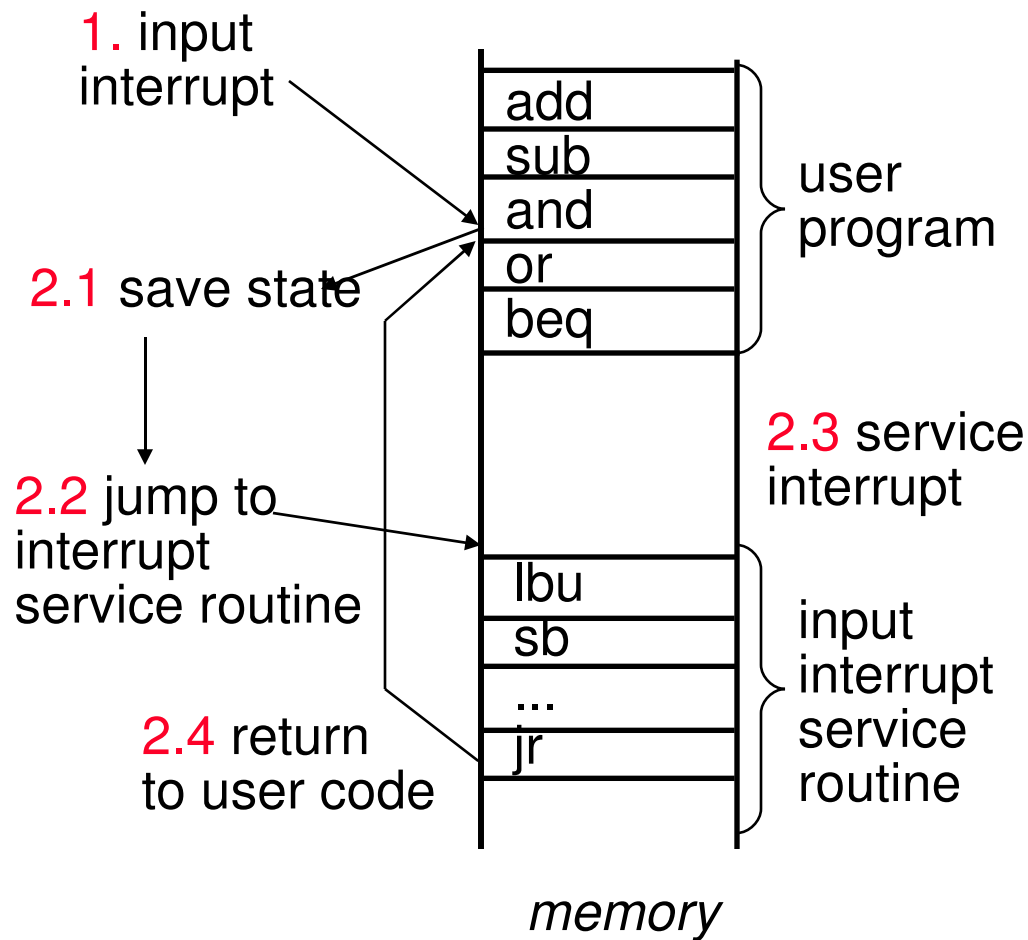 1. input
interrupt
add
sub
and
or
beq
user
program
2.1 save state
2.2 jump to
interrupt
service routine
2.3 service
interrupt
lbu
sb
...
jr
input
interrupt
service
routine
2.4 return
to user code
memory